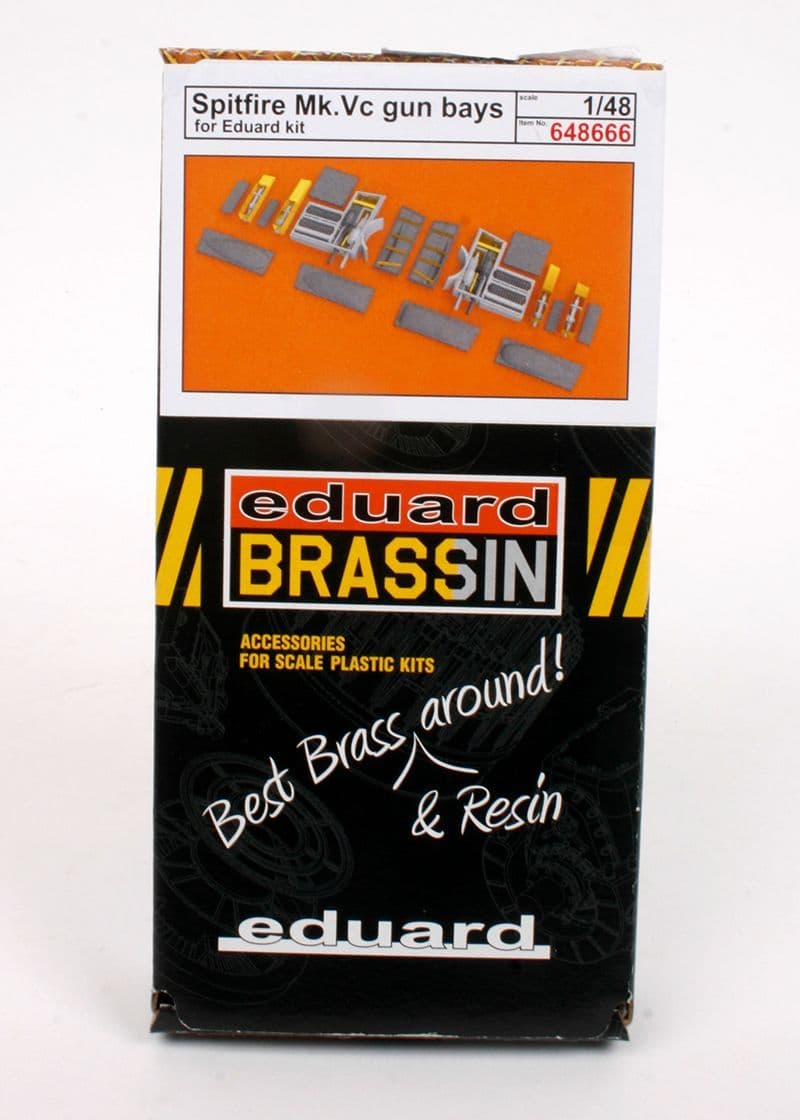 Spitfire Mk.Vc gun bays
for Eduard kit
scale
1/48
Item No.
648666
eduard
BRASSIN
ACCESSORIES
FOR SCALE PLASTIC KITS
Best Brass around!
& Resin
eduard